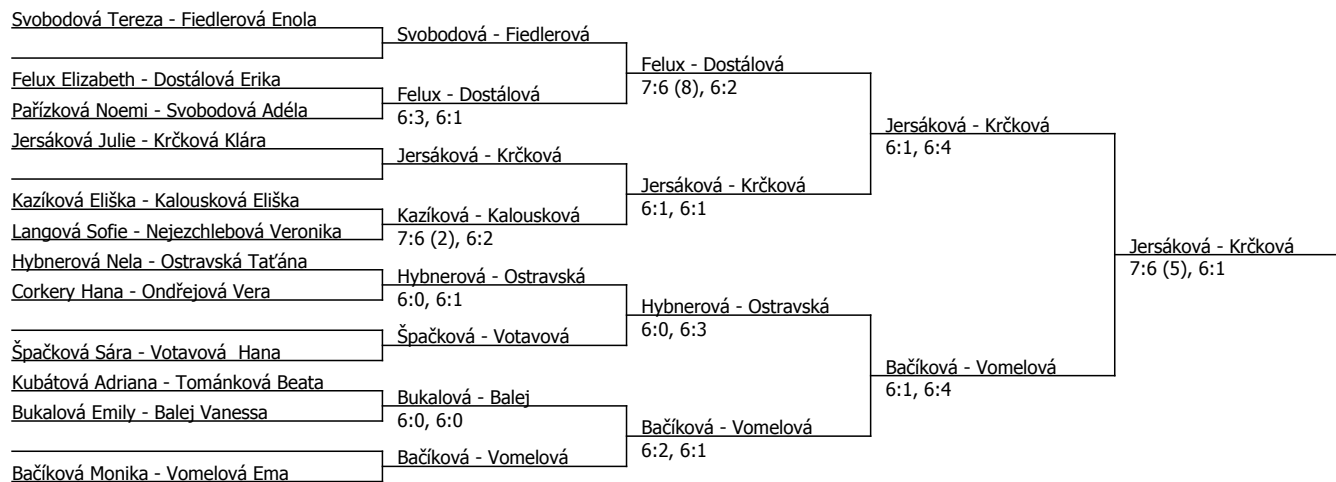 Svobodová Tereza - Fiedlerová Enola
Felux Elizabeth - Dostálová Erika
Pařízková Noemi - Svobodová Adéla
Jersáková Julie - Krčková Klára
Kazíková Eliška - Kalousková Eliška
Langová Sofie - Nejezchlebová Veronika
Hybnerová Nela - Ostravská Taťána
Corkery Hana - Ondřejová Vera
Špačková Sára - Votavová  Hana
Kubátová Adriana - Tománková Beata
Bukalová Emily - Balej Vanessa
Bačíková Monika - Vomelová Ema
Svobodová - Fiedlerová
Felux - Dostálová
6:3, 6:1
Jersáková - Krčková
Kazíková - Kalousková
7:6 (2), 6:2
Hybnerová - Ostravská
6:0, 6:1
Špačková - Votavová
Bukalová - Balej
6:0, 6:0
Bačíková - Vomelová
Felux - Dostálová
7:6 (8), 6:2
Jersáková - Krčková
6:1, 6:1
Hybnerová - Ostravská
6:0, 6:3
Bačíková - Vomelová
6:2, 6:1
Jersáková - Krčková
6:1, 6:4
Bačíková - Vomelová
6:1, 6:4
Jersáková - Krčková
7:6 (5), 6:1